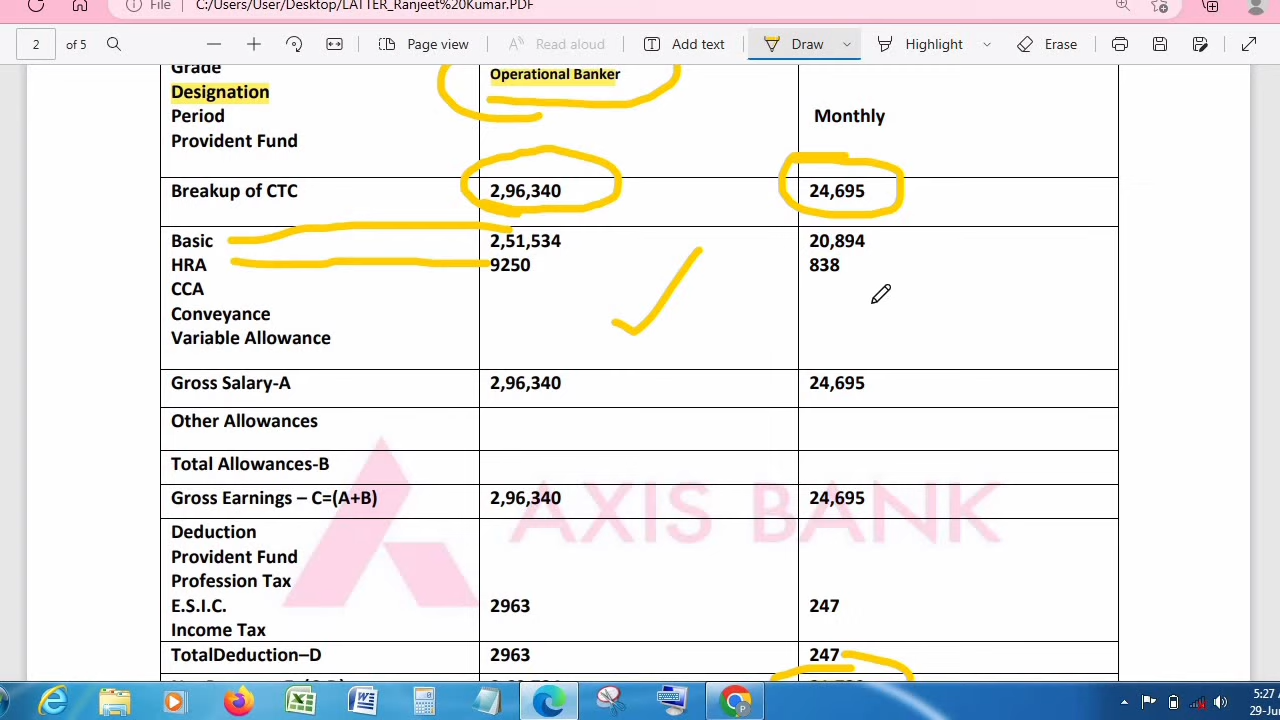 File C:/Users/User/Desktop/LATTER_Ranjeet%20Kumar.PDF
2 of 5 Page view Read aloud Add text Draw Highlight Erase
Grade
Operational Banker
Designation
Period Monthly
Provident Fund
Breakup of CTC 2,96,340 24,695
Basic 2,51,534 20,894
HRA 9250 838
CCA
Conveyance
Variable Allowance
Gross Salary-A 2,96,340 24,695
Other Allowances
Total Allowances-B
AXIS BANK
Gross Earnings – C=(A+B) 2,96,340 24,695
Deduction
Provident Fund
Profession Tax
E.S.I.C. 2963 247
Income Tax
TotalDeduction–D 2963 247
5:27
29-Ju